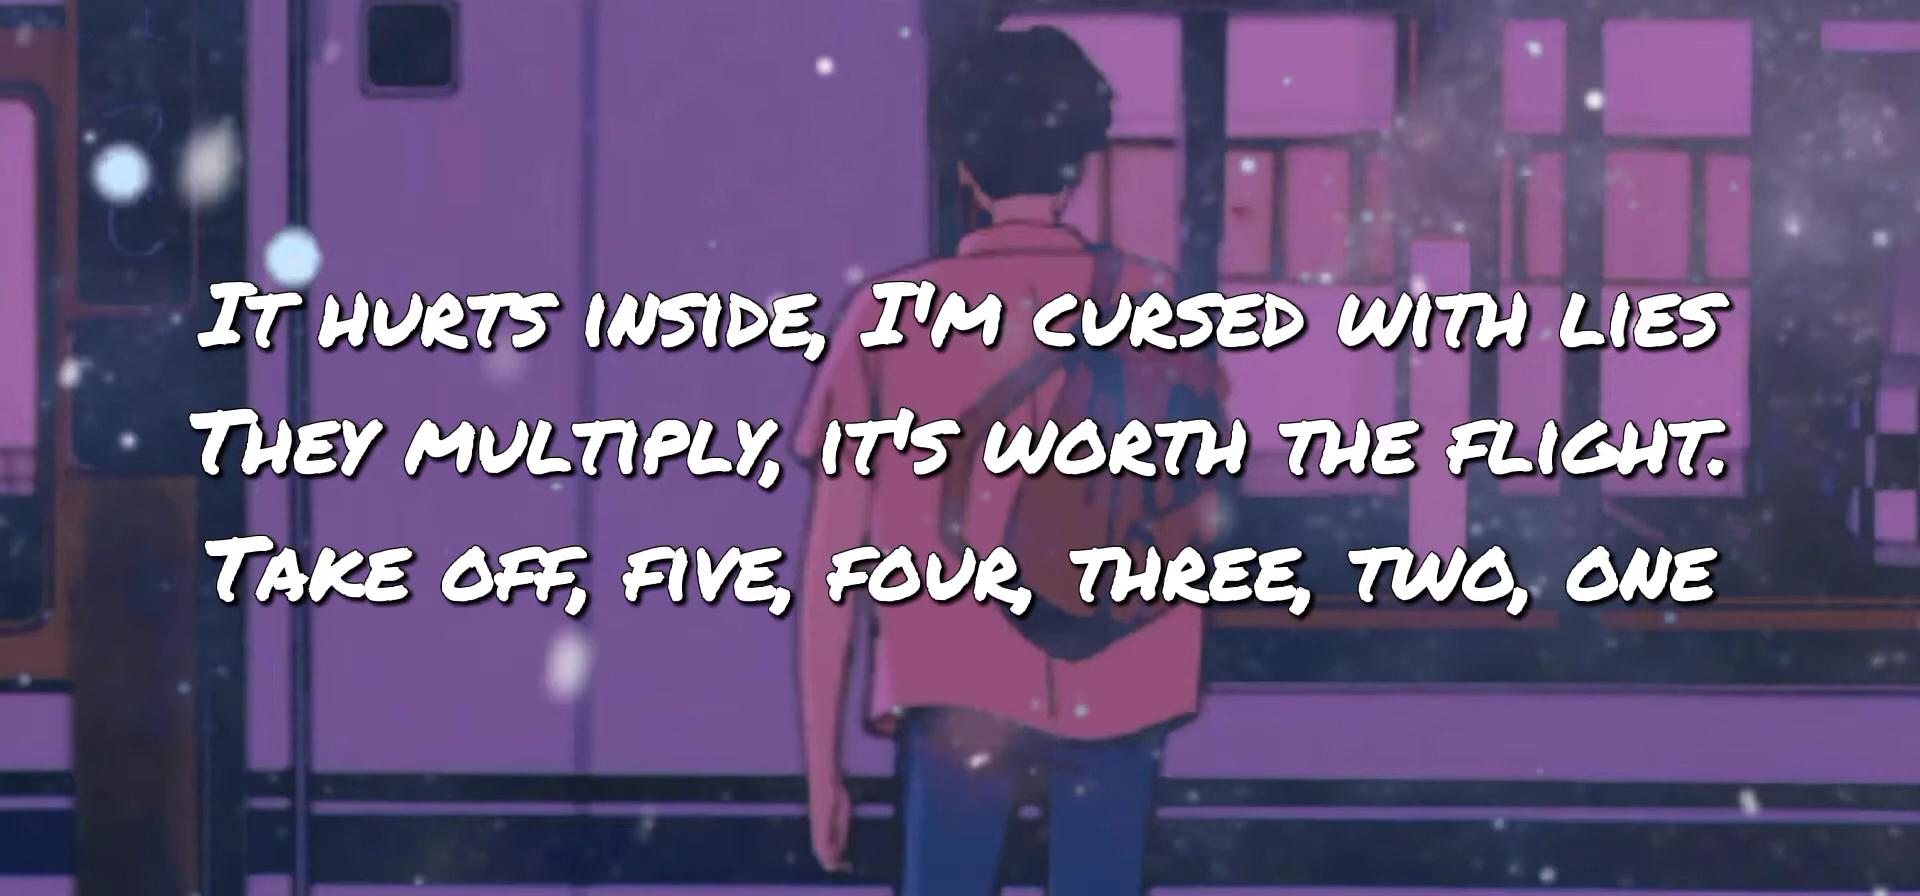 It hurts inside, I'm cursed with lies
They multiply, it's worth the flight.
Take off, five, four, three, two, one